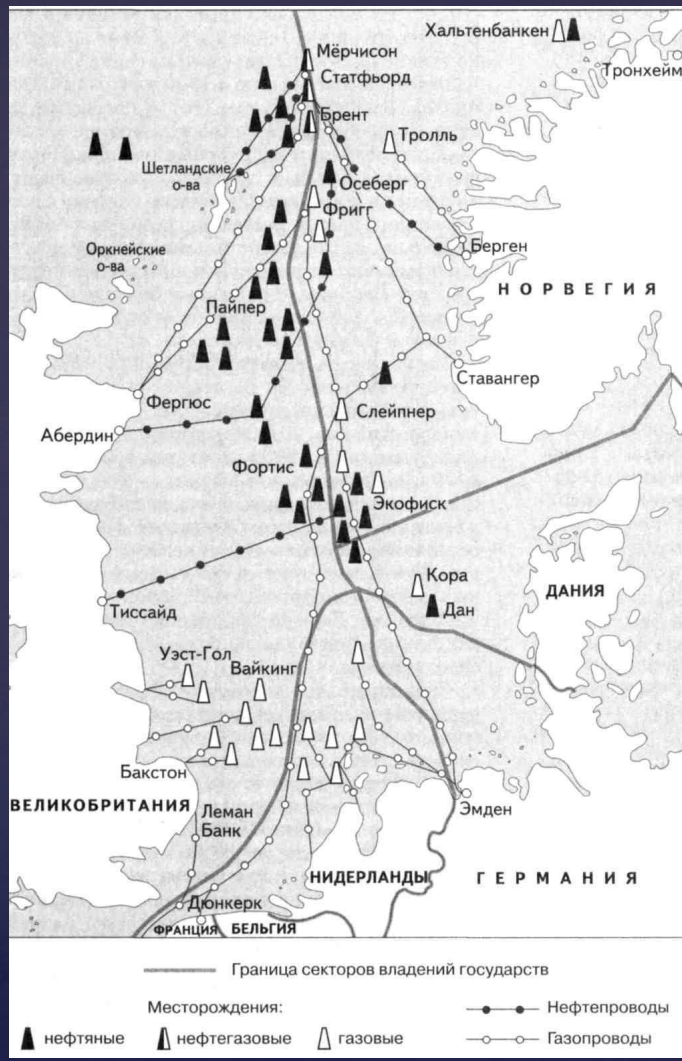 Хальтенбанкен
Тронхейм
Мёрчисон
Статфьорд
Брент
Тролль
Шетландские
о-ва
Осеберг
Фригг
Берген
Оркнейские
о-ва
НОРВЕГИЯ
Пайпер
Ставангер
Фергюс
Слейпнер
Абердин
Фортис
Экофиск
Кора
ДАНИЯ
Дан
Тиссайд
Уэст-Гол
Вайкинг
Бакстон
ВЕЛИКОБРИТАНИЯ
Леман
Банк
Эмден
НИДЕРЛАНДЫ
ГЕРМАНИЯ
Дюнкерк
ФРАНЦИЯ
БЕЛЬГИЯ
Граница секторов владений государств
Месторождения:
Нефтепроводы
нефтяные
нефтегазовые
газовые
Газопроводы